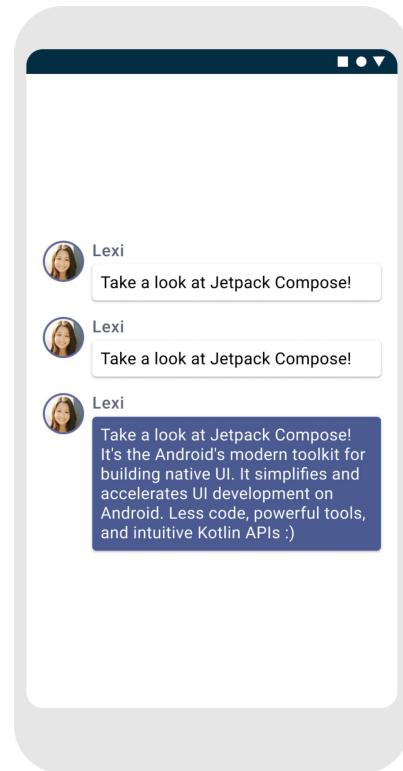 Lexi
Take a look at Jetpack Compose!
Lexi
Take a look at Jetpack Compose!
Lexi
Take a look at Jetpack Compose!
It's the Android's modern toolkit for
building native UI. It simplifies and
accelerates UI development on
Android. Less code, powerful tools,
and intuitive Kotlin APIs :)